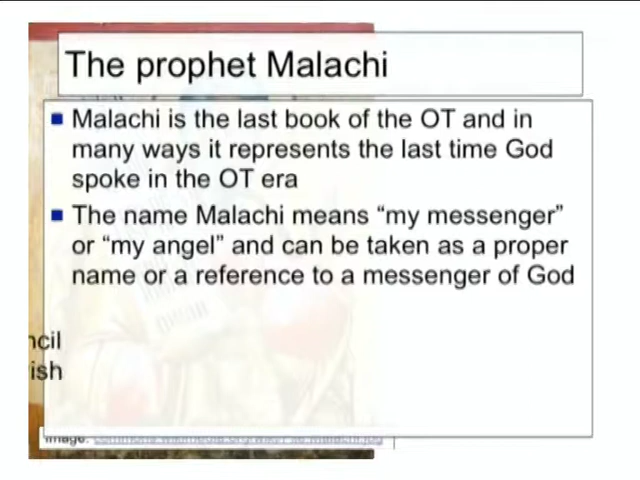 The prophet Malachi
Malachi is the last book of the OT and in
many ways it represents the last time God
spoke in the OT era
The name Malachi means “my messenger”
or “my angel” and can be taken as a proper
name or a reference to a messenger of God
ncil
ish
Image: